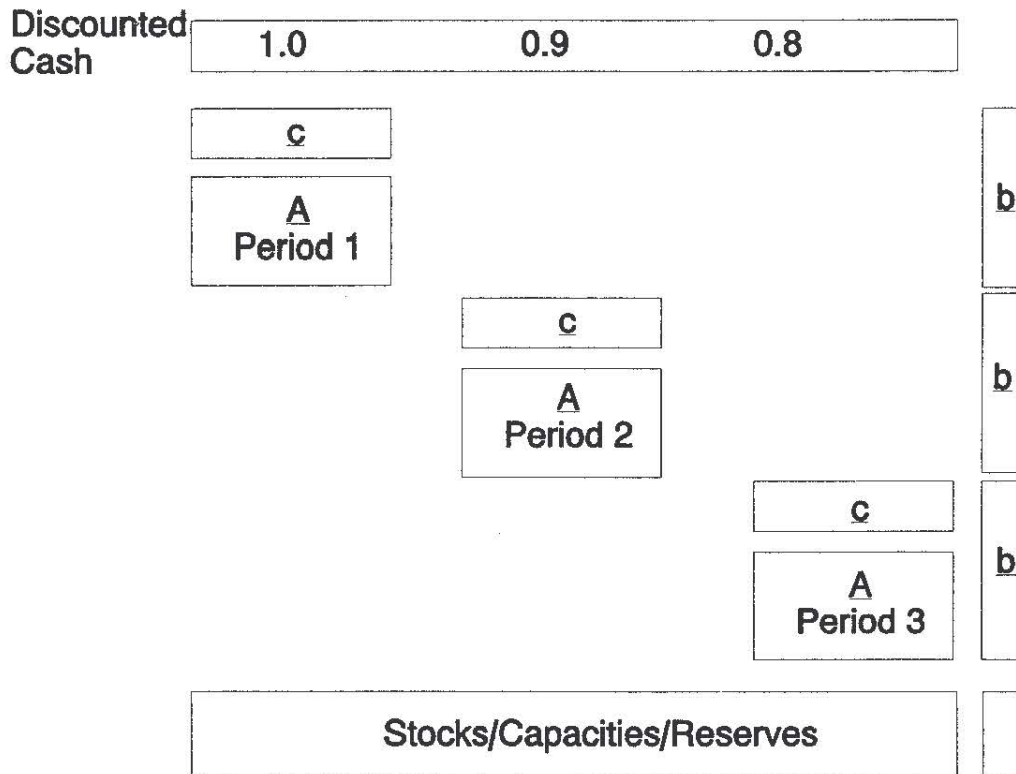 Discounted
Cash
1.0 0.9 0.8
c
A
Period 1
b
c
A
Period 2
b
c
A
Period 3
b
Stocks/Capacities/Reserves